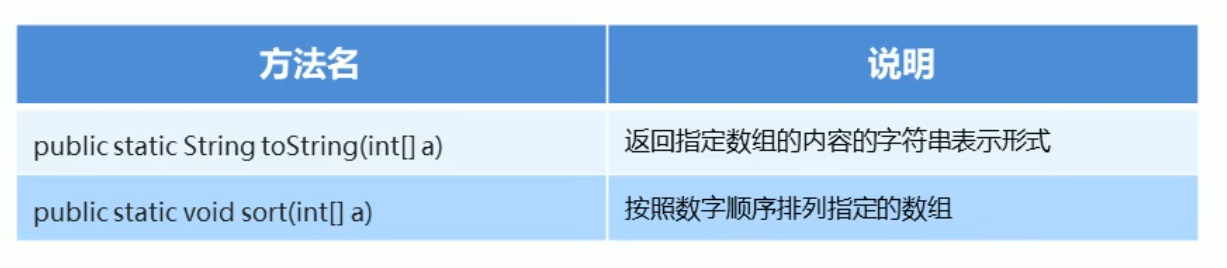 方法名 说明
public static String toString(int[] a) 返回指定数组的内容的字符串表示形式
public static void sort(int[] a) 按照数字顺序排列指定的数组